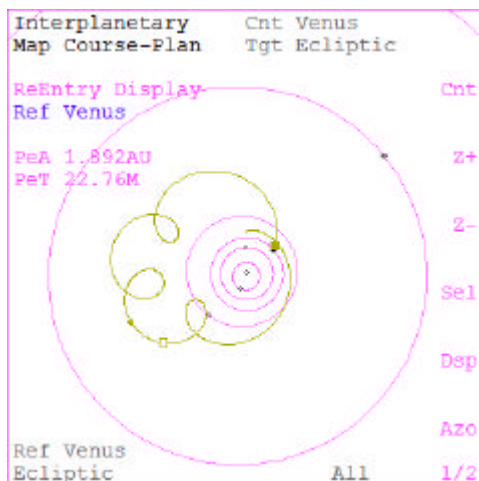 Interplanetary Cnt Venus
Map Course-Plan Tgt Ecliptic
ReEntry Display Cnt
Ref Venus
PeA 1.892AU Z+
PeT 22.76M
Z-
Sel
Dsp
Azo
Ref Venus
Ecliptic All 1/2